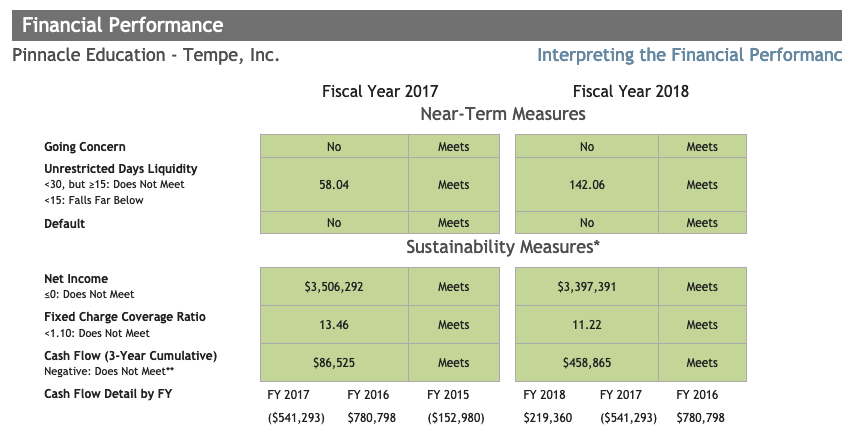 Financial Performance
Pinnacle Education - Tempe, Inc. Interpreting the Financial Performanc
Fiscal Year 2017 Fiscal Year 2018
Near-Term Measures
Going Concern No Meets No Meets
Unrestricted Days Liquidity
<30, but ≥15: Does Not Meet 58.04 Meets 142.06 Meets
<15: Falls Far Below
Default No Meets No Meets
Sustainability Measures*
Net Income $3,506,292 Meets $3,397,391 Meets
≤0: Does Not Meet
Fixed Charge Coverage Ratio 13.46 Meets 11.22 Meets
<1.10: Does Not Meet
Cash Flow (3-Year Cumulative) $86,525 Meets $458,865 Meets
Negative: Does Not Meet**
Cash Flow Detail by FY FY 2017 FY 2016 FY 2015 FY 2018 FY 2017 FY 2016
($541,293) $780,798 ($152,980) $219,360 ($541,293) $780,798